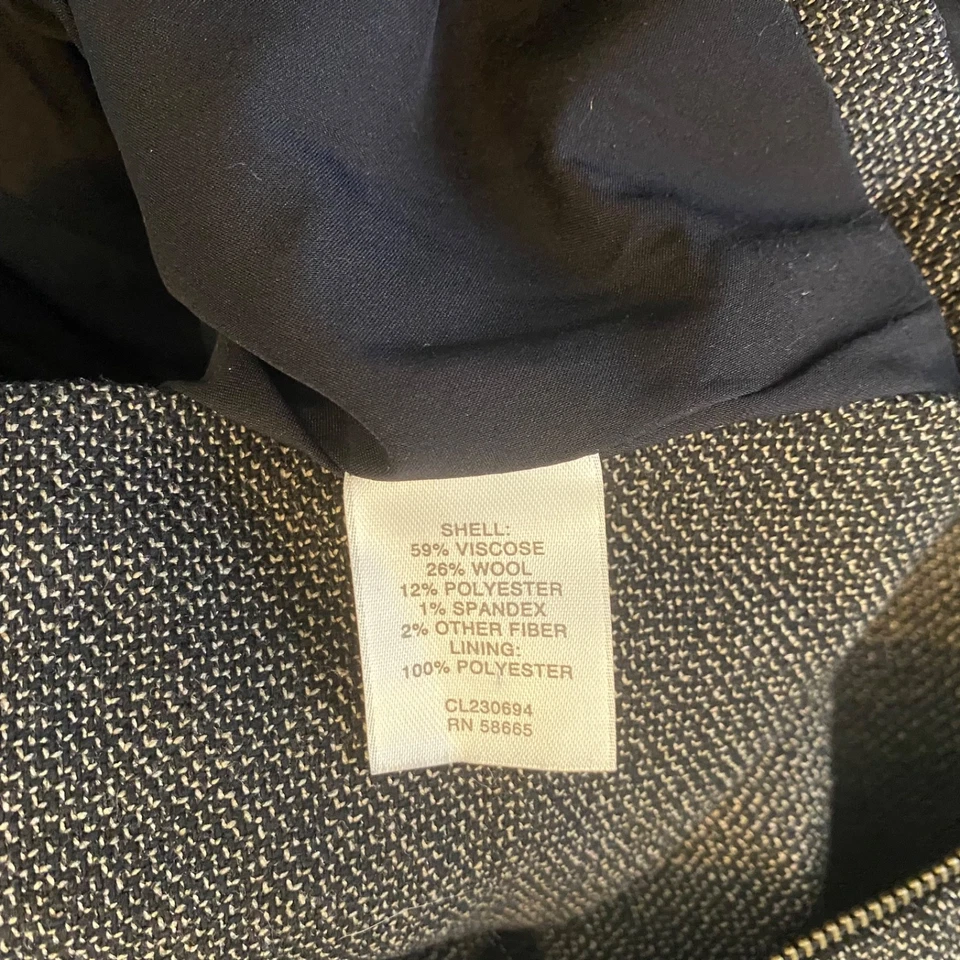 SHELL:
59% VISCOSE
26% WOOL
12% POLYESTER
1% SPANDEX
2% OTHER FIBER
LINING:
100% POLYESTER
CL230694
RN 58665